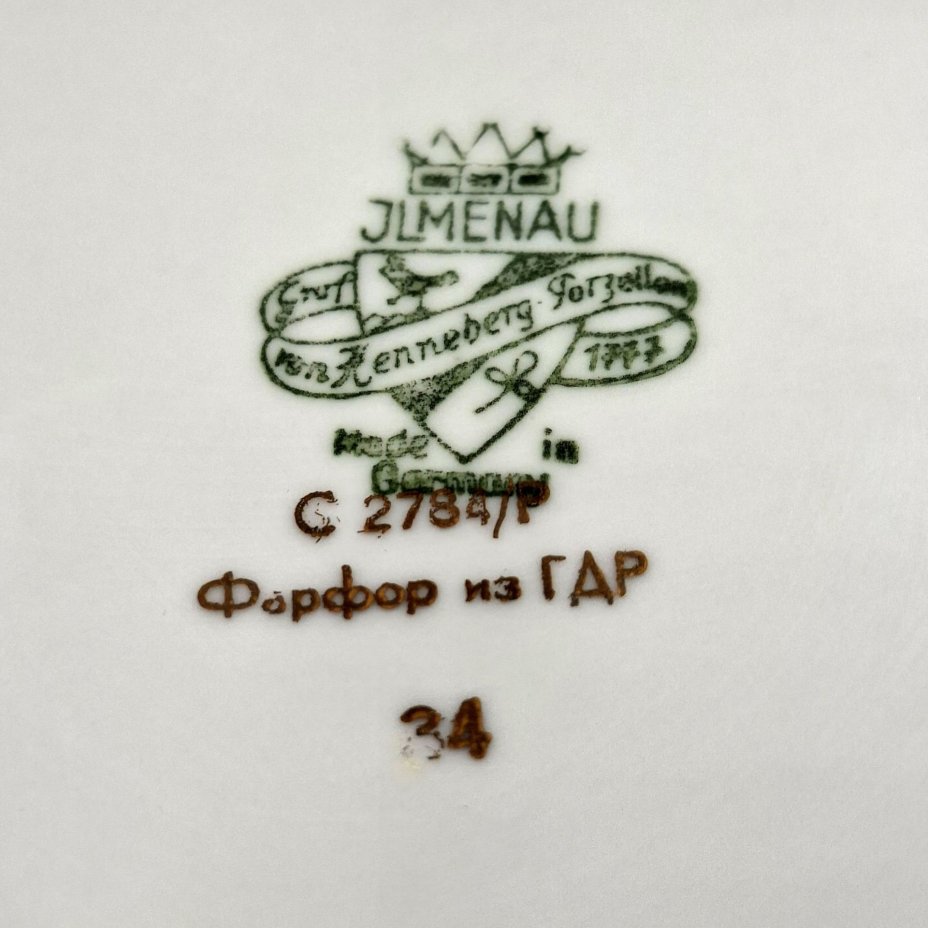 JLMENAU
Graf
von Henneberg Porzellan
1777
Made in
Germany
C 2784/P
Фарфор из ГДР
34